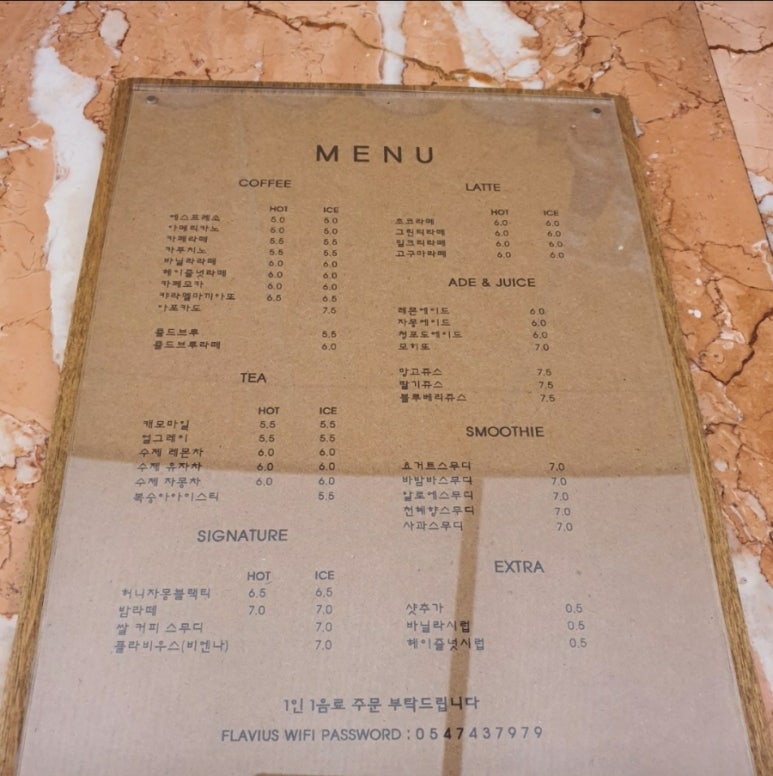 MENU
COFFEE
HOT ICE
에스프레소 5.0 5.0
아메리카노 5.0 5.0
카페라떼 5.5 5.5
카푸치노 5.5 5.5
바닐라라떼 6.0 6.0
헤이즐넛라떼 6.0 6.0
카페모카 6.0 6.0
캬라멜마끼아또 6.5 6.5
아포카도 7.5
콜드브루 5.5
콜드브루라떼 6.0
TEA
HOT ICE
캐모마일 5.5 5.5
얼그레이 5.5 5.5
수제 레몬차 6.0 6.0
수제 유자차 6.0 6.0
수제 자몽차 6.0 6.0
복숭아아이스티 5.5
SIGNATURE
HOT ICE
허니자몽블랙티 6.5 6.5
밤라떼 7.0 7.0
쌀 커피 스무디 7.0
플라비우스(비엔나) 7.0
LATTE
HOT ICE
초코라떼 6.0 6.0
그린티라떼 6.0 6.0
밀크티라떼 6.0 6.0
고구마라떼 6.0 6.0
ADE & JUICE
레몬에이드 6.0
자몽에이드 6.0
청포도에이드 6.0
모히또 7.0
망고쥬스 7.5
딸기쥬스 7.5
블루베리쥬스 7.5
SMOOTHIE
요거트스무디 7.0
바밤바스무디 7.0
알로에스무디 7.0
천혜향스무디 7.0
사과스무디 7.0
EXTRA
샷추가 0.5
바닐라시럽 0.5
헤이즐넛시럽 0.5
1인 1음료 주문 부탁드립니다
FLAVIUS WIFI PASSWORD : 0547437979